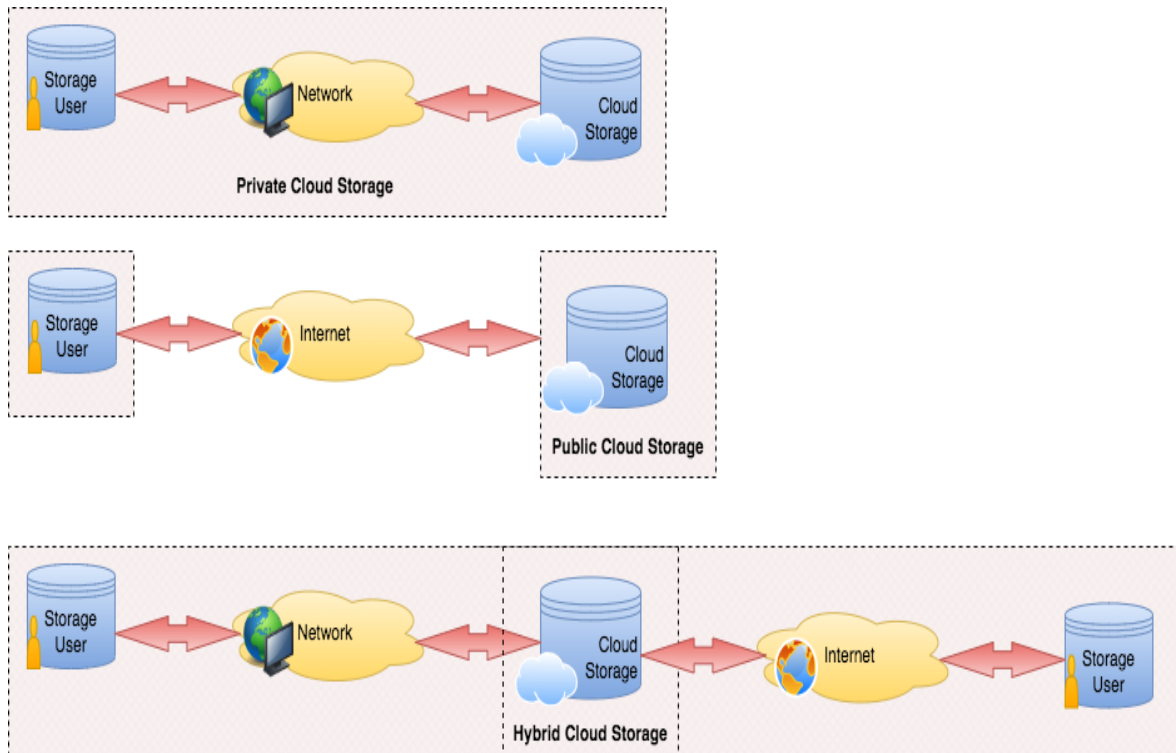 Storage
User
Network
Cloud
Storage
Private Cloud Storage
Storage
User
Internet
Cloud
Storage
Public Cloud Storage
Storage
User
Network
Cloud
Storage
Internet
Storage
User
Hybrid Cloud Storage